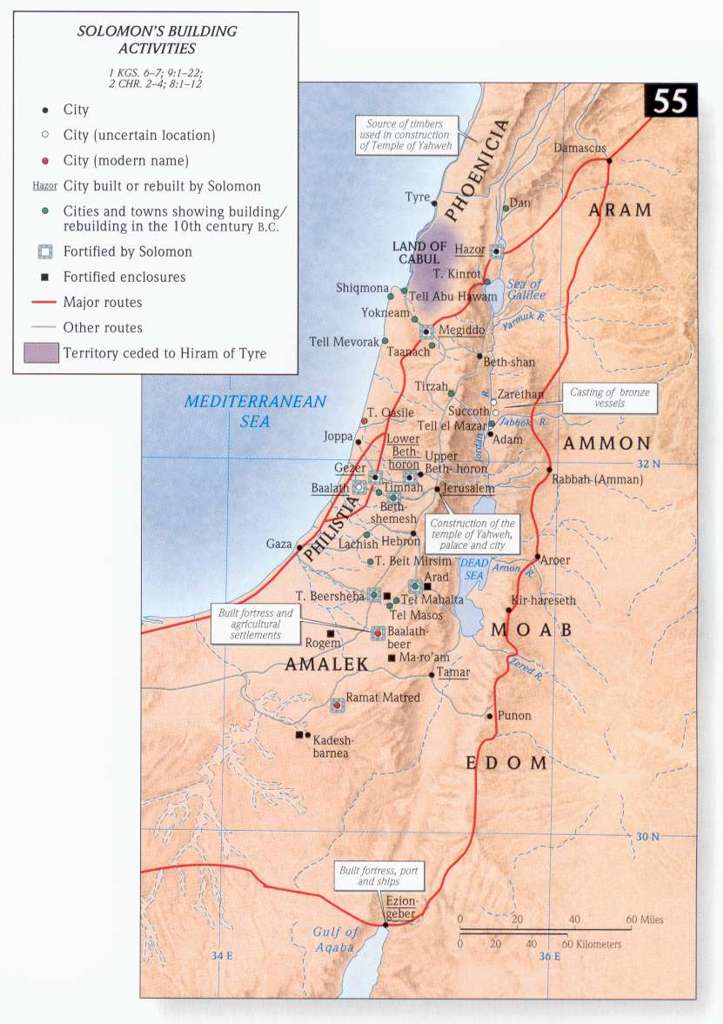 SOLOMON'S BUILDING
ACTIVITIES
1 KGS. 6–7; 9:1–22;
2 CHR. 2–4; 8:1–12
City
City (uncertain location)
City (modern name)
Hazor City built or rebuilt by Solomon
Cities and towns showing building/
rebuilding in the 10th century B.C.
Fortified by Solomon
Fortified enclosures
Major routes
Other routes
Territory ceded to Hiram of Tyre
55
Source of timbers
used in construction
of Temple of Yahweh
PHOENICIA
Damascus
Tyre
Dan
ARAM
LAND OF
CABUL
Hazor
T. Kinrot
Sea of
Galilee
Shiqmona
Tell Abu Hawam
Yokneam
Yarmuk R.
Megiddo
Tell Mevorak
Taanach
Beth-shan
MEDITERRANEAN
SEA
Tirzah
Zarethan
Casting of bronze
vessels
T. Qasile
Succoth
Tell el Mazar
Jabbok R.
Jordan R.
Adam
Joppa
AMMON
Lower
Beth-
horon
Upper
Beth-horon
32 N
Gezer
Rabbah-(Amman)
Baalath
Timnah
Jerusalem
Beth-
shemesh
Construction of the
temple of Yahweh,
palace and city
PHILISTIA
Gaza
Lachish
Hebron
T. Beit Mirsim
DEAD
SEA
Arnon R.
Aroer
Arad
T. Beersheba
Tel Mahalta
Tel Masos
Kir-hareseth
Built fortress and
agricultural
settlements
Rogem
Baalath-
beer
MOAB
AMALEK
Ma-ro'am
Zered R.
Tamar
Ramat Matred
Punon
Kadesh-
barnea
EDOM
30 N
Built fortress, port
and ships
Ezion-
geber
0 20 40 60 Miles
0 20 40 60 Kilometers
Gulf of
Aqaba
34 E
36 E